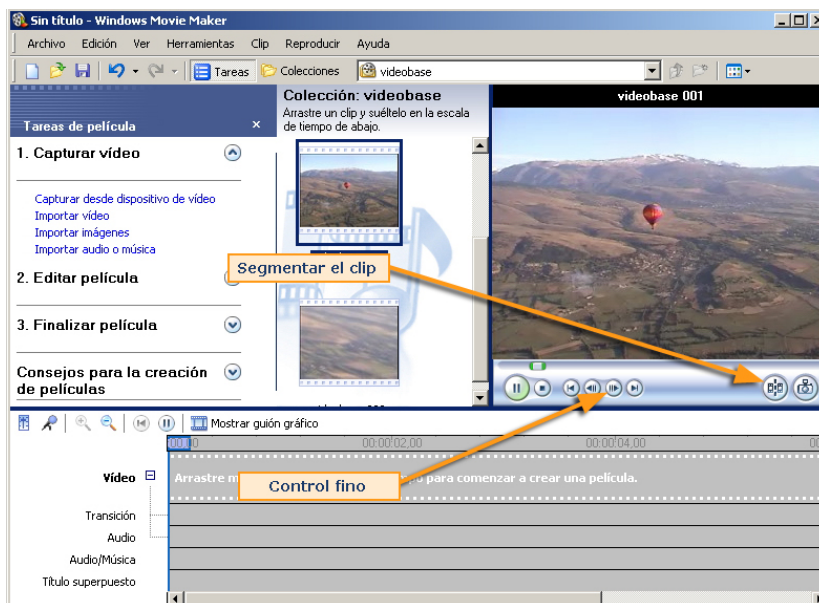 Sin título - Windows Movie Maker
Archivo Edición Ver Herramientas Clip Reproducir Ayuda
Tareas Colecciones videobase
Tareas de película
1. Capturar vídeo
Capturar desde dispositivo de vídeo
Importar vídeo
Importar imágenes
Importar audio o música
2. Editar película
3. Finalizar película
Consejos para la creación
de películas
Colección: videobase
Arrastre un clip y suéltelo en la escala
de tiempo de abajo.
videobase 001
Segmentar el clip
Mostrar guión gráfico
00:00:02,00 00:00:04,00
Vídeo
Arrastre para comenzar a crear una película.
Control fino
Transición
Audio
Audio/Música
Título superpuesto